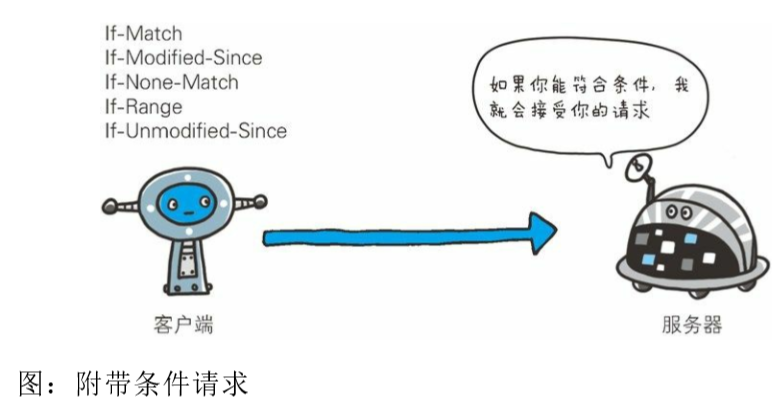 If-Match
If-Modified-Since
If-None-Match
If-Range
If-Unmodified-Since
如果你能符合条件，我
就会接受你的请求
客户端
服务器
图：附带条件请求